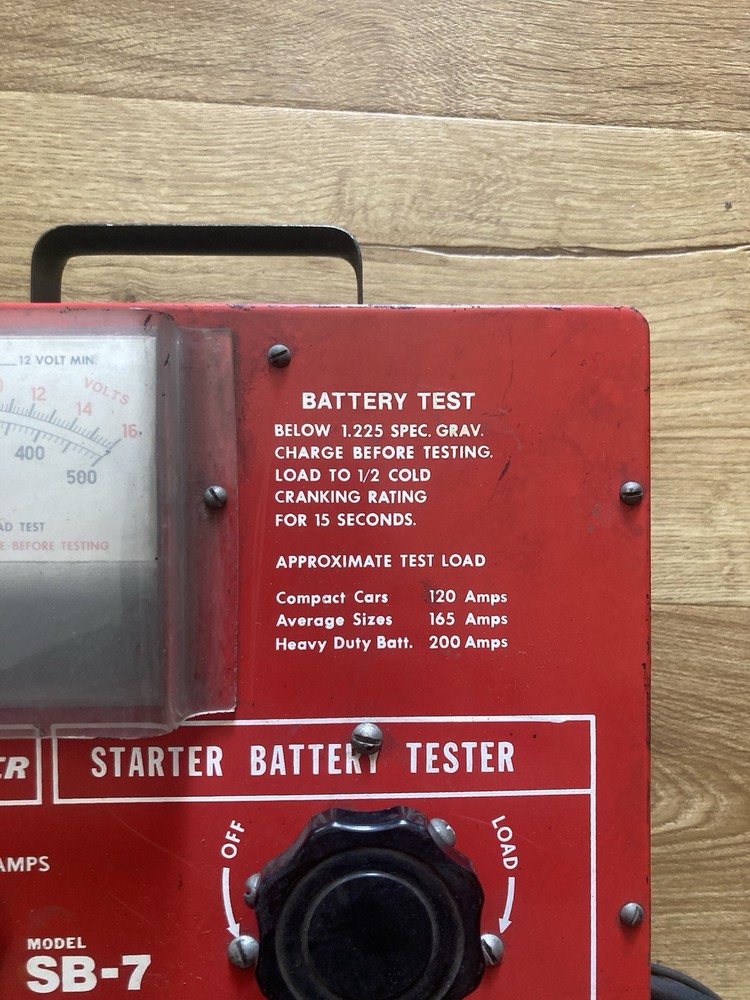 12 VOLT MIN.
VOLTS
12
14
16
400
500
AD TEST
E-BEFORE TESTING
BATTERY TEST
BELOW 1.225 SPEC. GRAV.
CHARGE BEFORE TESTING.
LOAD TO 1/2 COLD
CRANKING RATING
FOR 15 SECONDS.
APPROXIMATE TEST LOAD
Compact Cars 120 Amps
Average Sizes 165 Amps
Heavy Duty Batt. 200 Amps
ER
STARTER BATTERY TESTER
OFF
LOAD
AMPS
MODEL
SB-7